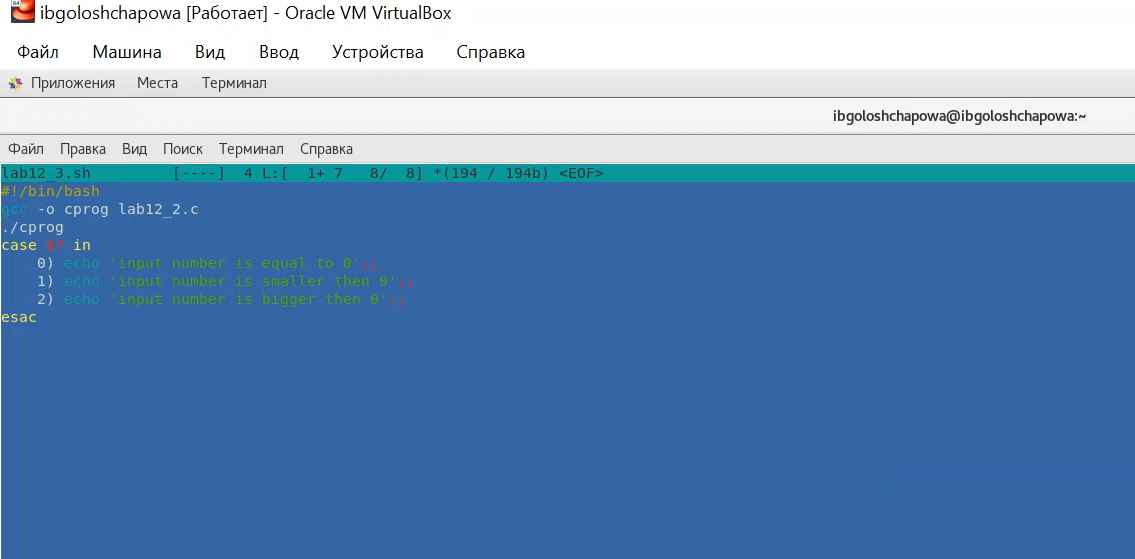 ibgoloshchapowa [Работает] - Oracle VM VirtualBox
Файл Машина Вид Ввод Устройства Справка
Приложения Места Терминал
ibgoloshchapowa@ibgoloshchapowa:~
Файл Правка Вид Поиск Терминал Справка
lab12_3.sh [----] 4 L:[ 1+ 7 8/ 8] *(194 / 194b) <EOF>
#!/bin/bash
gcc -o cprog lab12_2.c
./cprog
case $? in
0) echo 'input number is equal to 0';;
1) echo 'input number is smaller then 0';;
2) echo 'input number is bigger then 0';;
esac